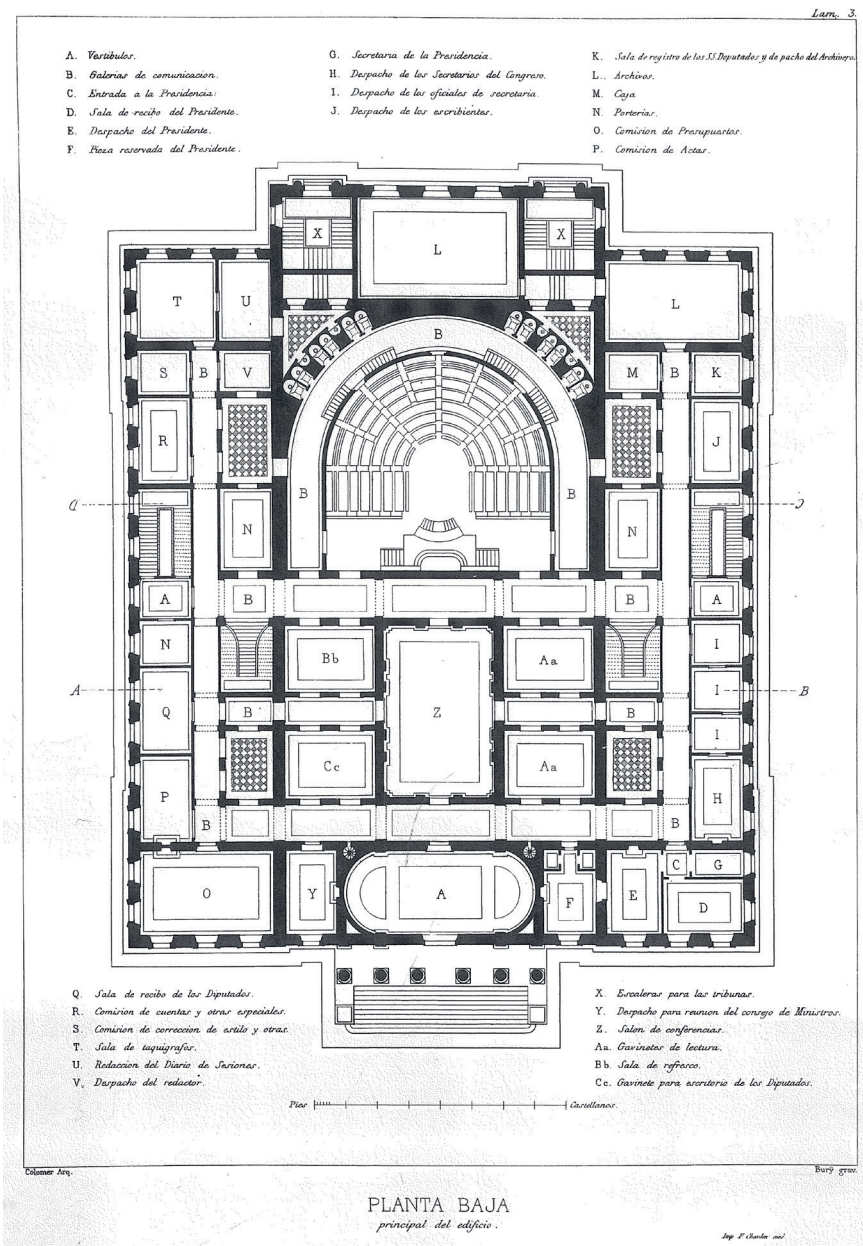 Lam. 3.
A. Vestibulos.
B. Galerias de comunicacion.
C. Entrada a la Presidencia:
D. Sala de recibo del Presidente.
E. Despacho del Presidente.
F. Pieza reservada del Presidente.
G. Secretaria de la Presidencia.
H. Despacho de los Secretarios del Congreso.
I. Despacho de los oficiales de secretaria.
J. Despacho de los escribientes.
K. Sala de registro de los SS. Deputados y de pacho del Archivero.
L. Archivos.
M. Caja
N. Porterias.
O. Comision de Presupuestos.
P. Comision de Actas.
X L X
T U L
B
S B V M B K
R J
B B
N N
C
A B B A
N Bb Aa I
A Q Z I B
B B I
Cc Aa
P H
B B
C G
O Y A F E D
Q. Sala de recibo de los Diputados.
R. Comision de cuentas y otras especiales.
S. Comision de correccion de estilo y otras.
T. Sala de taquigrafos.
U. Redaccion del Diario de Sesiones.
V. Despacho del redactor.
X. Escaleras para las tribunas.
Y. Despacho para reunion del consejo de Ministros.
Z. Salon de conferencias.
Aa. Gavinetes de lectura.
Bb. Sala de refresco.
Cc. Gavinete para escritorio de los Diputados.
Pies Castellanos.
Colomer Arq.
Burÿ grav.
PLANTA BAJA
principal del edificio.